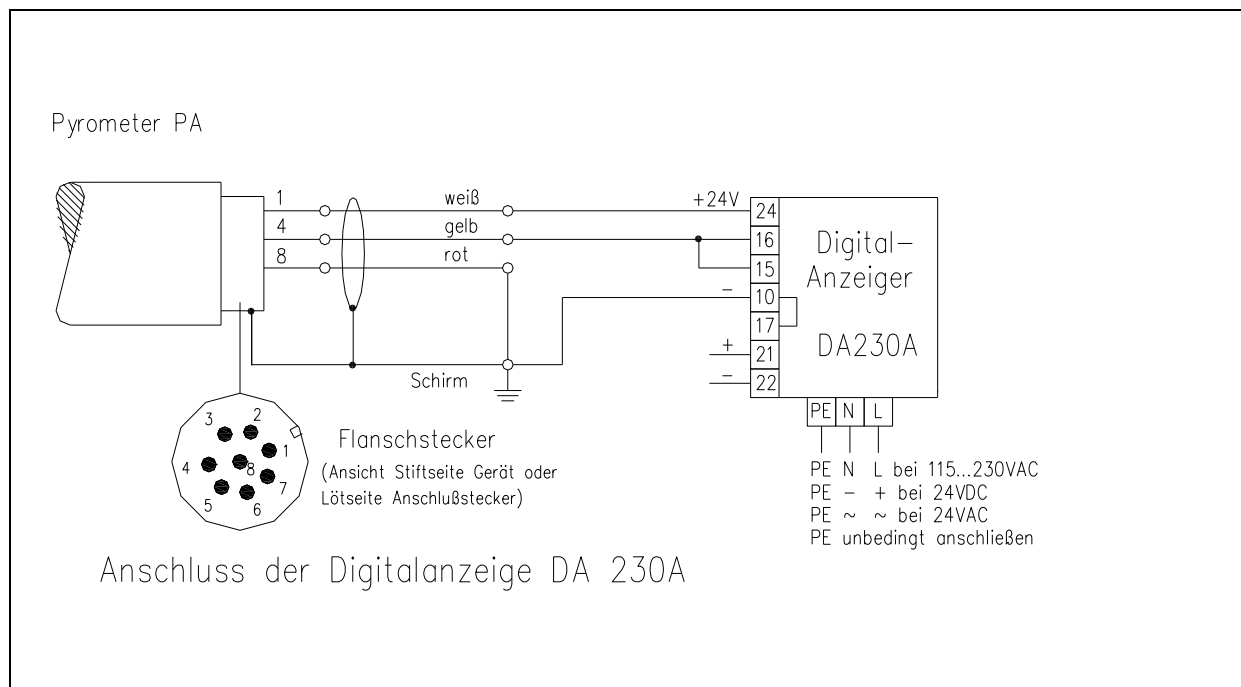 Pyrometer PA
1 weiß +24V 24
4 gelb 16
8 rot 15
Digital-
Anzeiger
- 10
17
DA230A
+ 21
- 22
Schirm
PE N L
3 2
1
4 8
7
5 6
Flanschstecker
(Ansicht Stiftseite Gerät oder
Lötseite Anschlußstecker)
PE N L bei 115...230VAC
PE - + bei 24VDC
PE ~ ~ bei 24VAC
PE unbedingt anschließen
Anschluss der Digitalanzeige DA 230A